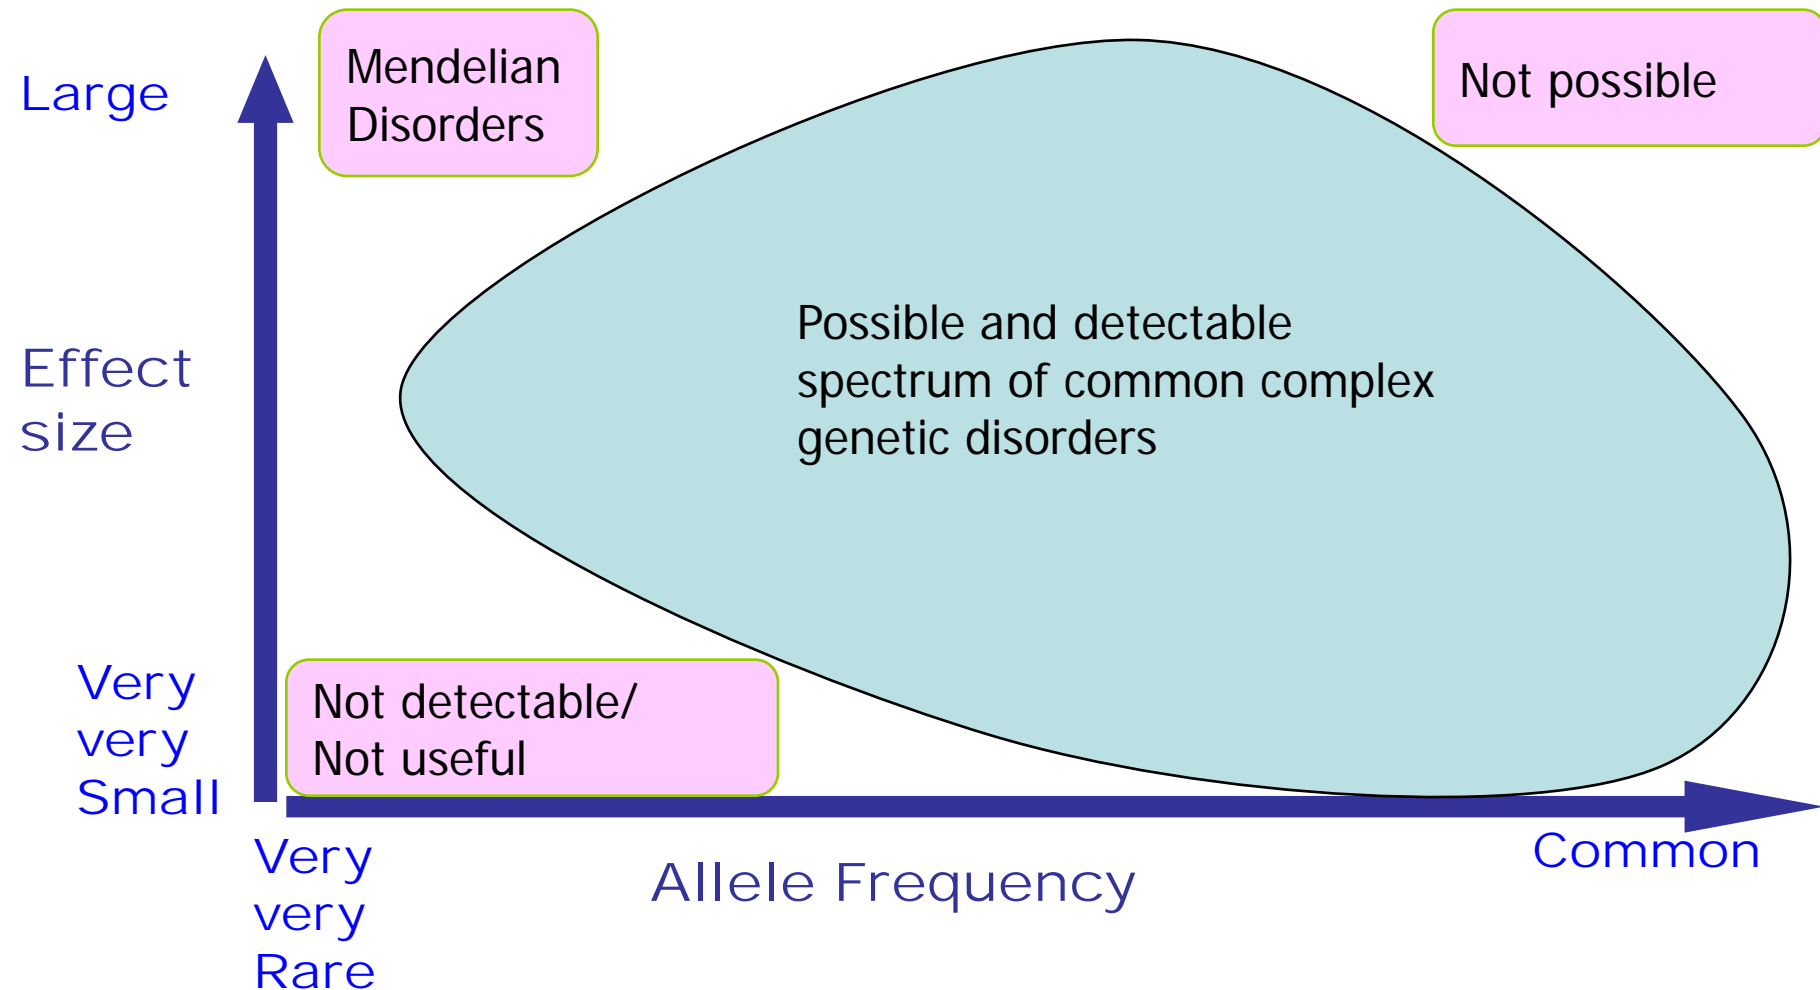 Large
Mendelian
Disorders
Not possible
Effect
size
Possible and detectable
spectrum of common complex
genetic disorders
Very
very
Small
Not detectable/
Not useful
Very
very
Rare
Allele Frequency
Common